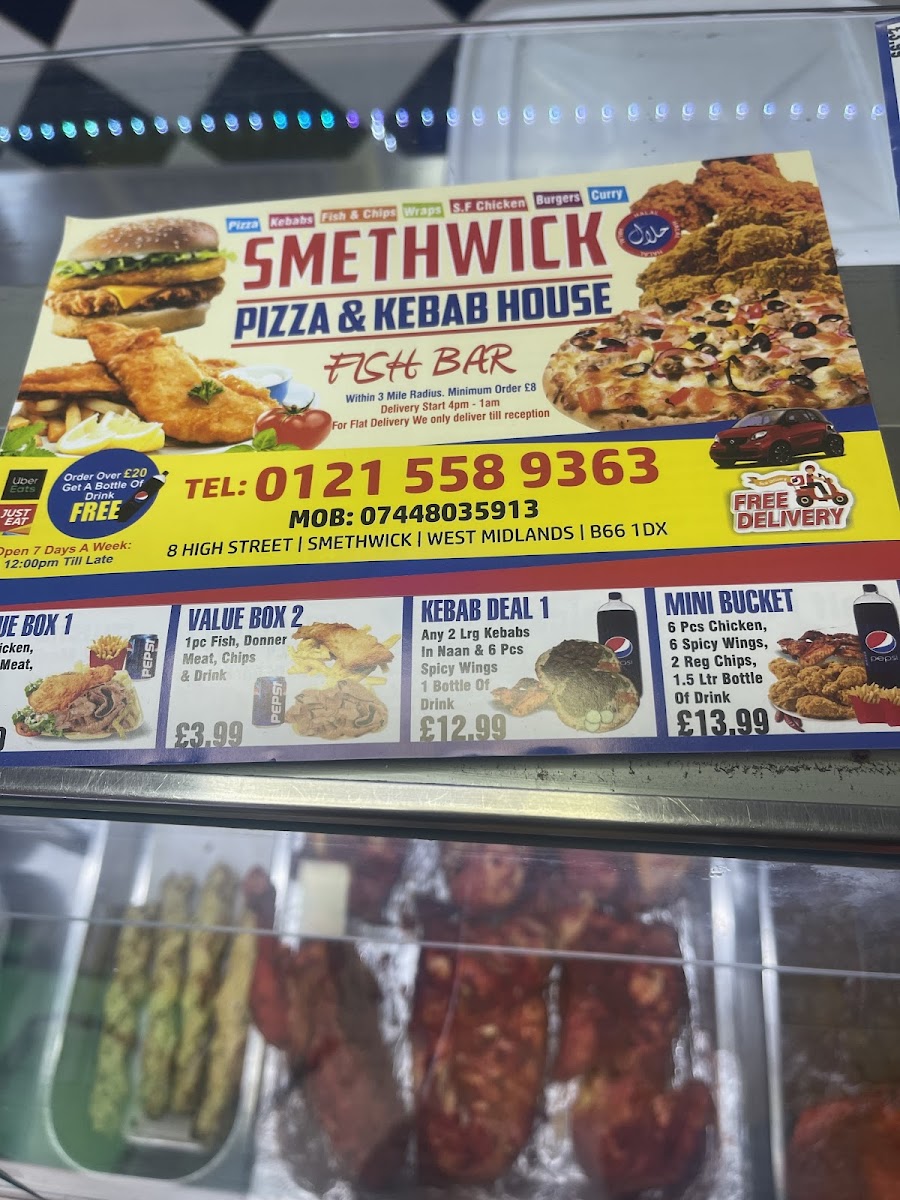 Pizza Kebabs Fish & Chips Wraps S.F Chicken Burgers Curry
SMETHWICK
PIZZA & KEBAB HOUSE
FISH BAR
HALAL
حلال
Within 3 Mile Radius. Minimum Order £8
Delivery Start 4pm - 1am
For Flat Delivery We only deliver till reception
Uber
Eats
JUST
EAT
Order Over £20
Get A Bottle Of
Drink
FREE
Open 7 Days A Week:
12:00pm Till Late
TEL: 0121 558 9363
MOB: 07448035913
8 HIGH STREET | SMETHWICK | WEST MIDLANDS | B66 1DX
FREE
DELIVERY
UE BOX 1
icken,
Meat,
PEPSI
VALUE BOX 2
1pc Fish, Donner
Meat, Chips
& Drink
PEPSI
£3.99
KEBAB DEAL 1
Any 2 Lrg Kebabs
In Naan & 6 Pcs
Spicy Wings
1 Bottle Of
Drink
£12.99
pepsi
MINI BUCKET
6 Pcs Chicken,
6 Spicy Wings,
2 Reg Chips,
1.5 Ltr Bottle
Of Drink
£13.99
pepsi